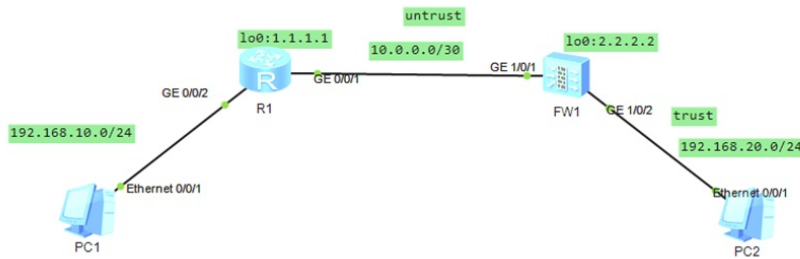 untrust
lo0:1.1.1.1
10.0.0.0/30
lo0:2.2.2.2
GE 0/0/2
R
GE 0/0/1
GE 1/0/1
R1
FW1
GE 1/0/2
trust
192.168.10.0/24
192.168.20.0/24
Ethernet 0/0/1
Ethernet 0/0/1
PC1
PC2